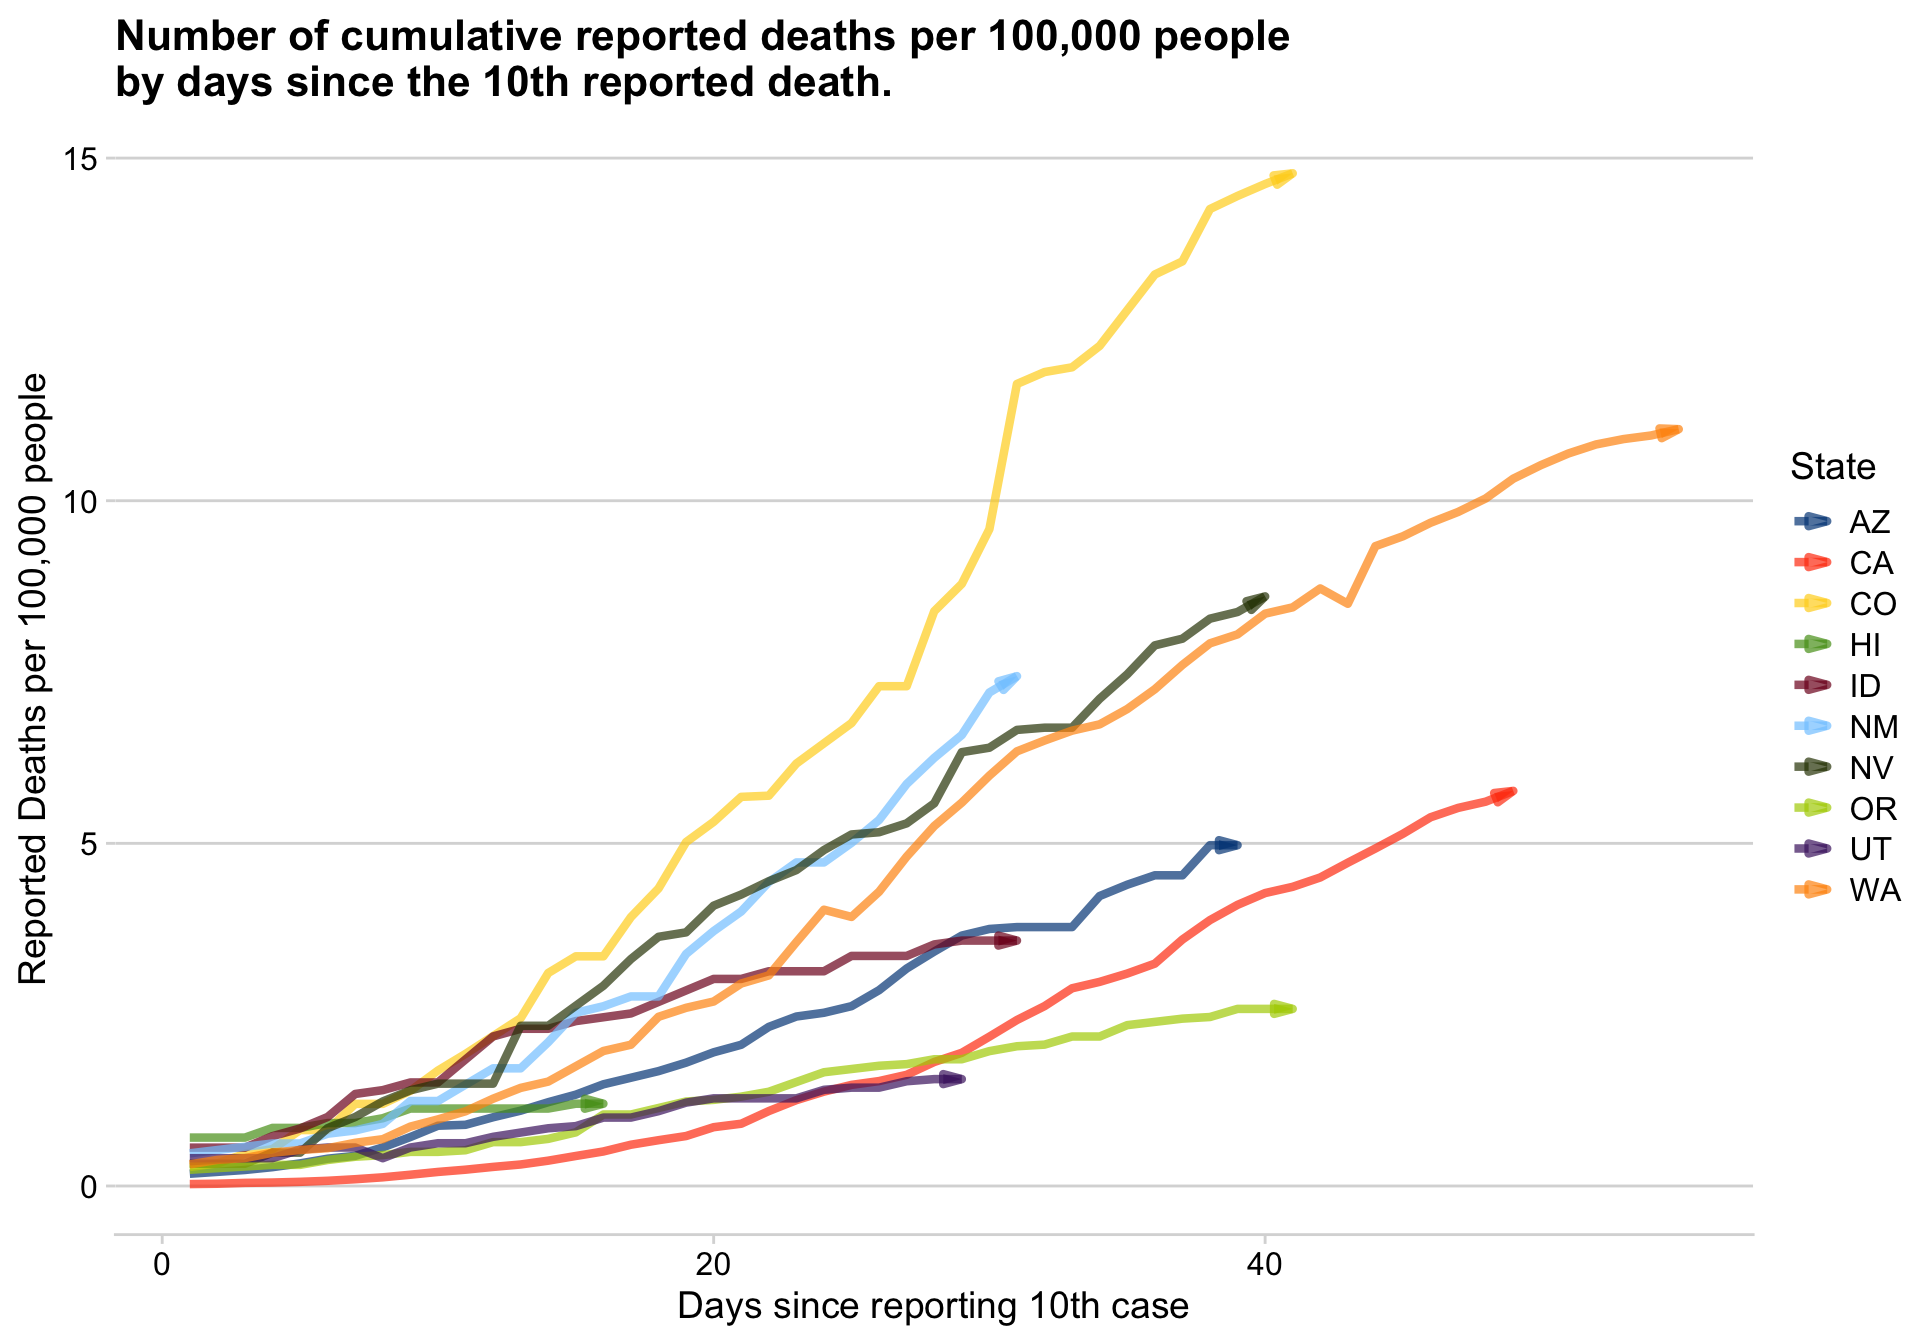 Number of cumulative reported deaths per 100,000 people
by days since the 10th reported death.
15
10
5
0
Reported Deaths per 100,000 people
0
20
40
Days since reporting 10th case
State
AZ
CA
CO
HI
ID
NM
NV
OR
UT
WA